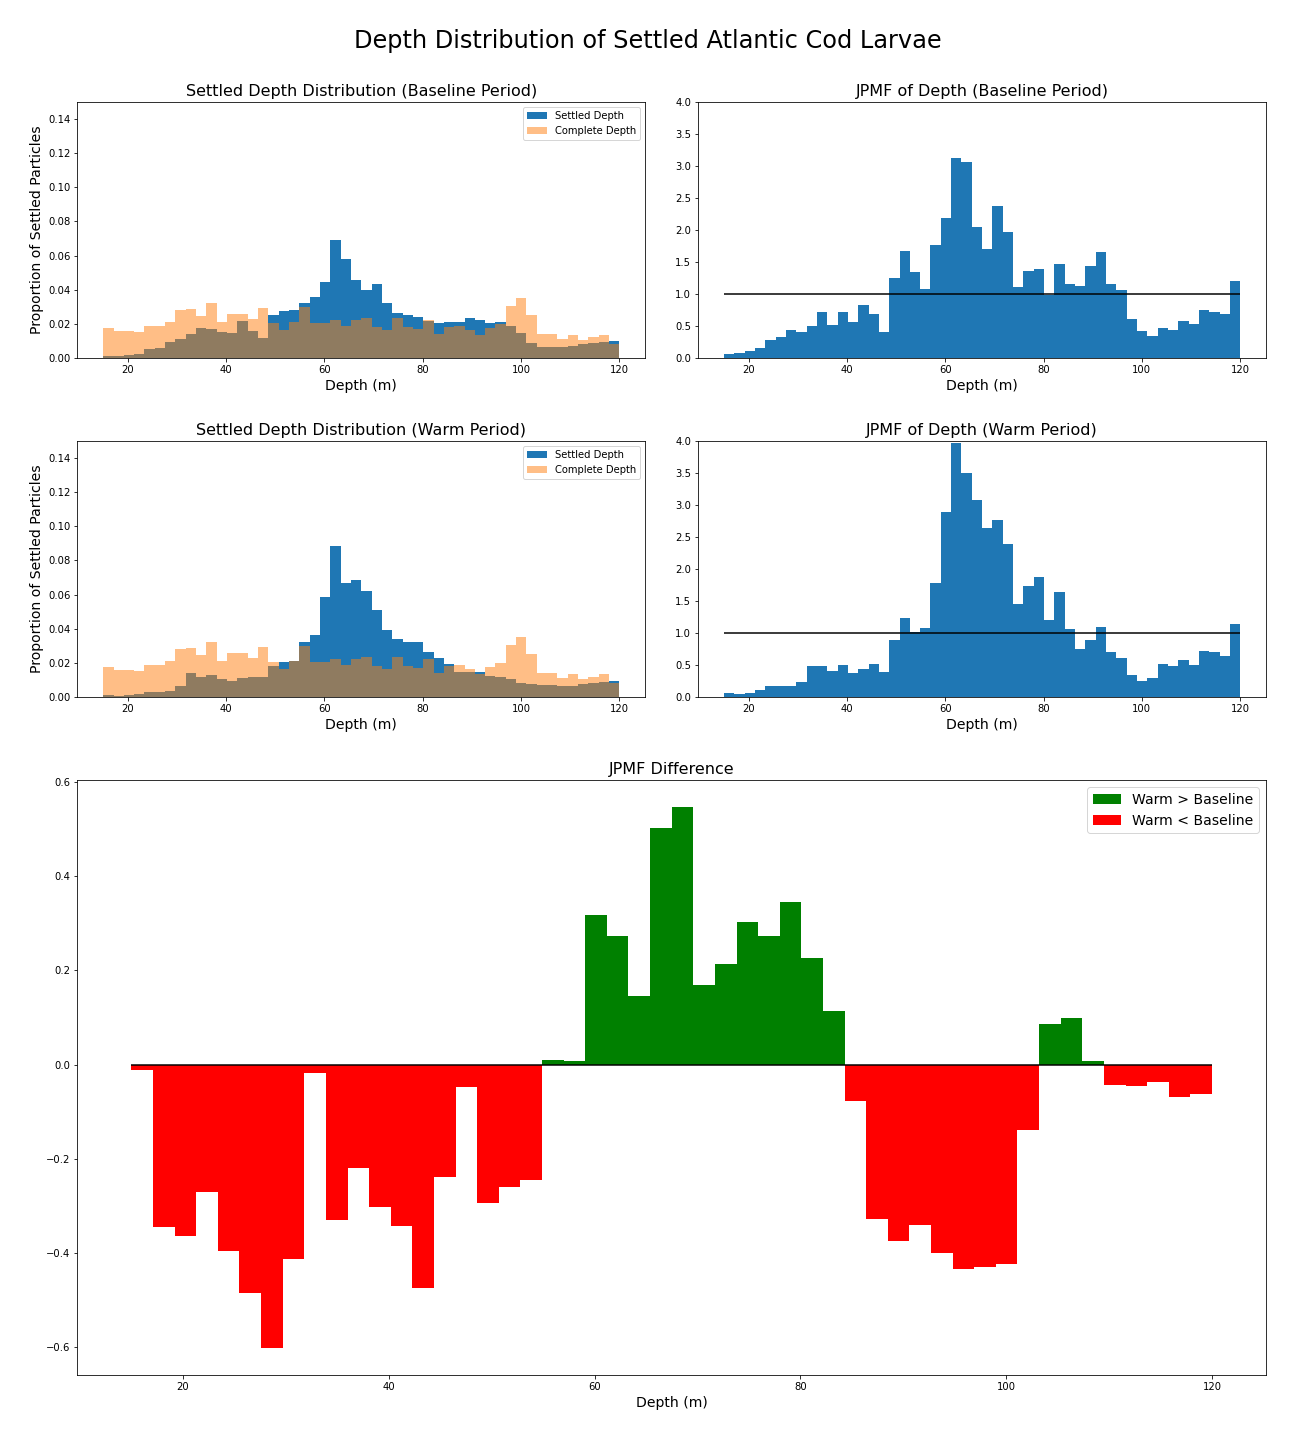 Depth Distribution of Settled Atlantic Cod Larvae
Settled Depth Distribution (Baseline Period)
Settled Depth
Complete Depth
Proportion of Settled Particles
0.14
0.12
0.10
0.08
0.06
0.04
0.02
0.00
20 40 60 80 100 120
Depth (m)
JPMF of Depth (Baseline Period)
4.0
3.5
3.0
2.5
2.0
1.5
1.0
0.5
0.0
20 40 60 80 100 120
Depth (m)
Settled Depth Distribution (Warm Period)
Settled Depth
Complete Depth
Proportion of Settled Particles
0.14
0.12
0.10
0.08
0.06
0.04
0.02
0.00
20 40 60 80 100 120
Depth (m)
JPMF of Depth (Warm Period)
4.0
3.5
3.0
2.5
2.0
1.5
1.0
0.5
0.0
20 40 60 80 100 120
Depth (m)
JPMF Difference
Warm > Baseline
Warm < Baseline
0.6
0.4
0.2
0.0
−0.2
−0.4
−0.6
20 40 60 80 100 120
Depth (m)